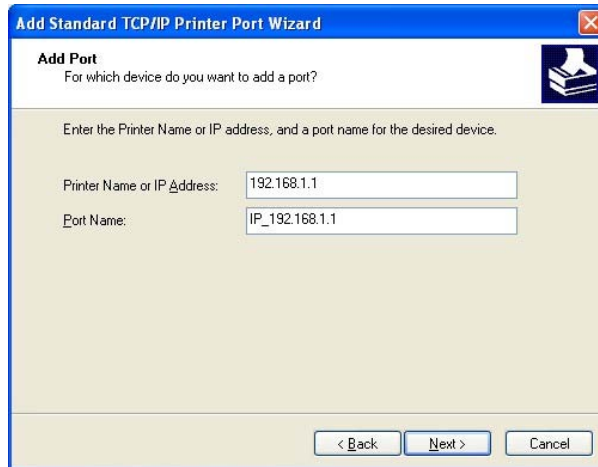 Add Standard TCP/IP Printer Port Wizard
Add Port
For which device do you want to add a port?
Enter the Printer Name or IP address, and a port name for the desired device.
Printer Name or IP Address: 192.168.1.1
Port Name: IP_192.168.1.1
< Back Next > Cancel